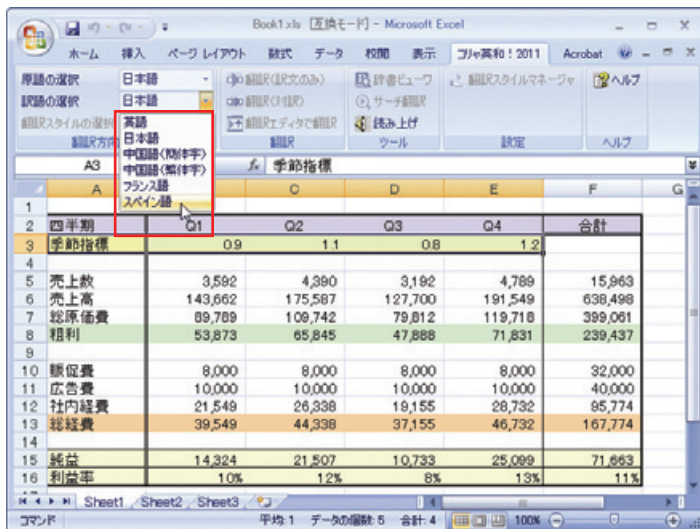 Book1.xls [互換モード] - Microsoft Excel
ホーム 挿入 ページ レイアウト 数式 データ 校閲 表示 コリャ英和！2011 Acrobat
原語の選択 日本語 翻訳(訳文のみ) 辞書ビューワ 翻訳スタイルマネージャ ヘルプ
訳語の選択 日本語 翻訳(対訳) サーチ翻訳
翻訳スタイルの選択 翻訳エディタで翻訳 読み上げ
翻訳方向 翻訳 ツール 設定 ヘルプ
英語
日本語
中国語(簡体字)
中国語(繁体字)
フランス語
スペイン語
A3 fx 季節指標
A C D E F G
1
2 四半期 Q1 Q2 Q3 Q4 合計
3 季節指標 0.9 1.1 0.8 1.2
4
5 売上数 3,592 4,390 3,192 4,789 15,963
6 売上高 143,662 175,587 127,700 191,549 638,498
7 総原価費 89,789 109,742 79,812 119,718 399,061
8 粗利 53,873 65,845 47,888 71,831 239,437
9
10 販促費 8,000 8,000 8,000 8,000 32,000
11 広告費 10,000 10,000 10,000 10,000 40,000
12 社内経費 21,549 26,338 19,155 28,732 95,774
13 総経費 39,549 44,338 37,155 46,732 167,774
14
15 純益 14,324 21,507 10,733 25,099 71,663
16 利益率 10% 12% 8% 13% 11%
Sheet1 Sheet2 Sheet3
コマンド 平均: 1 データの個数: 5 合計: 4 100%